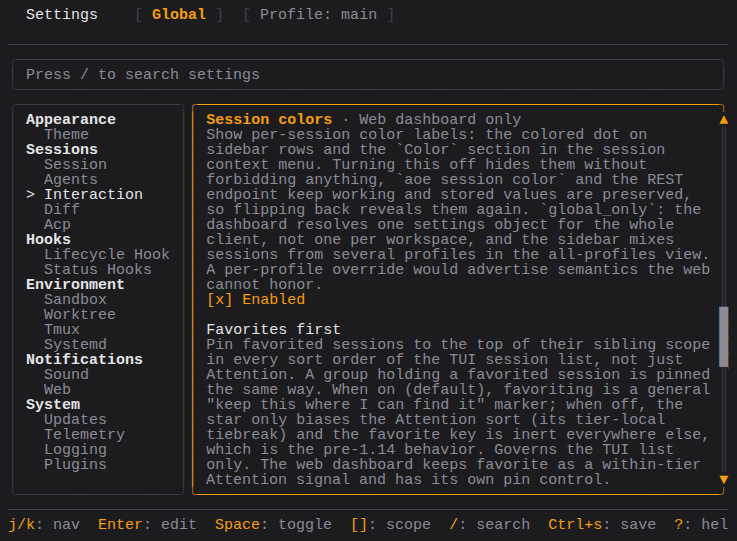 Settings    [ Global ]  [ Profile: main ]
Press / to search settings
Appearance
Theme
Sessions
Session
Agents
> Interaction
Diff
Acp
Hooks
Lifecycle Hook
Status Hooks
Environment
Sandbox
Worktree
Tmux
Systemd
Notifications
Sound
Web
System
Updates
Telemetry
Logging
Plugins
Session colors · Web dashboard only
Show per-session color labels: the colored dot on
sidebar rows and the `Color` section in the session
context menu. Turning this off hides them without
forbidding anything, `aoe session color` and the REST
endpoint keep working and stored values are preserved,
so flipping back reveals them again. `global_only`: the
dashboard resolves one settings object for the whole
client, not one per workspace, and the sidebar mixes
sessions from several profiles in the all-profiles view.
A per-profile override would advertise semantics the web
cannot honor.
[x] Enabled
Favorites first
Pin favorited sessions to the top of their sibling scope
in every sort order of the TUI session list, not just
Attention. A group holding a favorited session is pinned
the same way. When on (default), favoriting is a general
"keep this where I can find it" marker; when off, the
star only biases the Attention sort (its tier-local
tiebreak) and the favorite key is inert everywhere else,
which is the pre-1.14 behavior. Governs the TUI list
only. The web dashboard keeps favorite as a within-tier
Attention signal and has its own pin control.
j/k: nav  Enter: edit  Space: toggle  []: scope  /: search  Ctrl+s: save  ?: hel